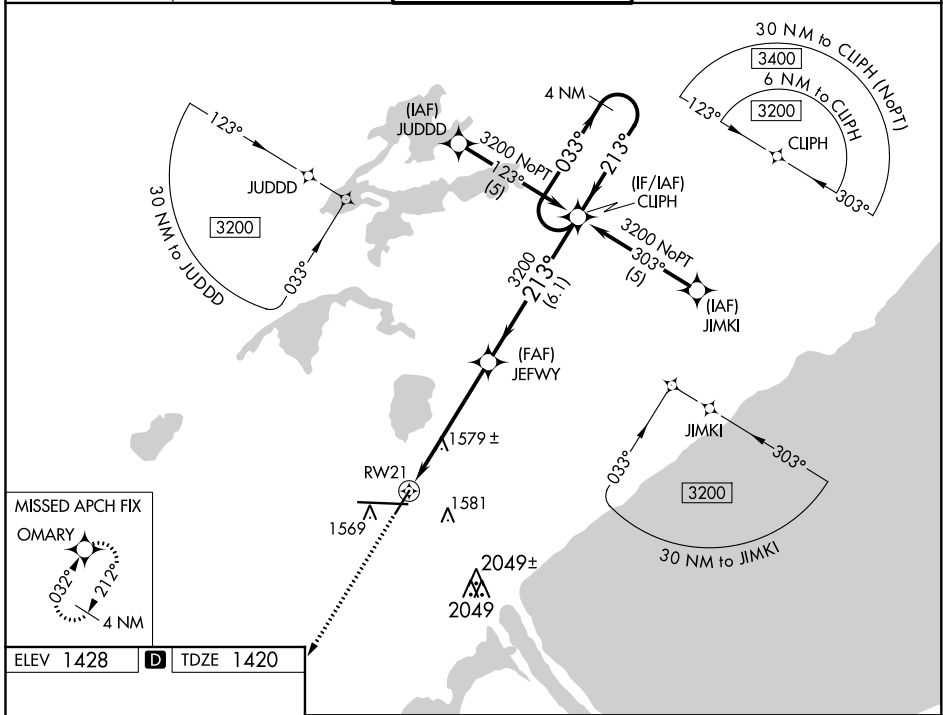 30 NM to CLIPH (NoPT)
3400
6 NM to CLIPH
3200
123°
CLIPH
303°
4 NM
(IAF)
JUDDD
3200 NoPT
123°
(5)
033°
213°
(IF/IAF)
CLIPH
123°
JUDDD
3200
033°
30 NM to JUDDD
3200 NoPT
303°
(5)
(IAF)
JIMKI
3200
213°
(6.1)
(FAF)
JEFWY
1579 ±
RW21
1569
1581
2049±
2049
JIMKI
033°
303°
3200
30 NM to JIMKI
MISSED APCH FIX
OMARY
032°
212°
4 NM
ELEV 1428 D TDZE 1420